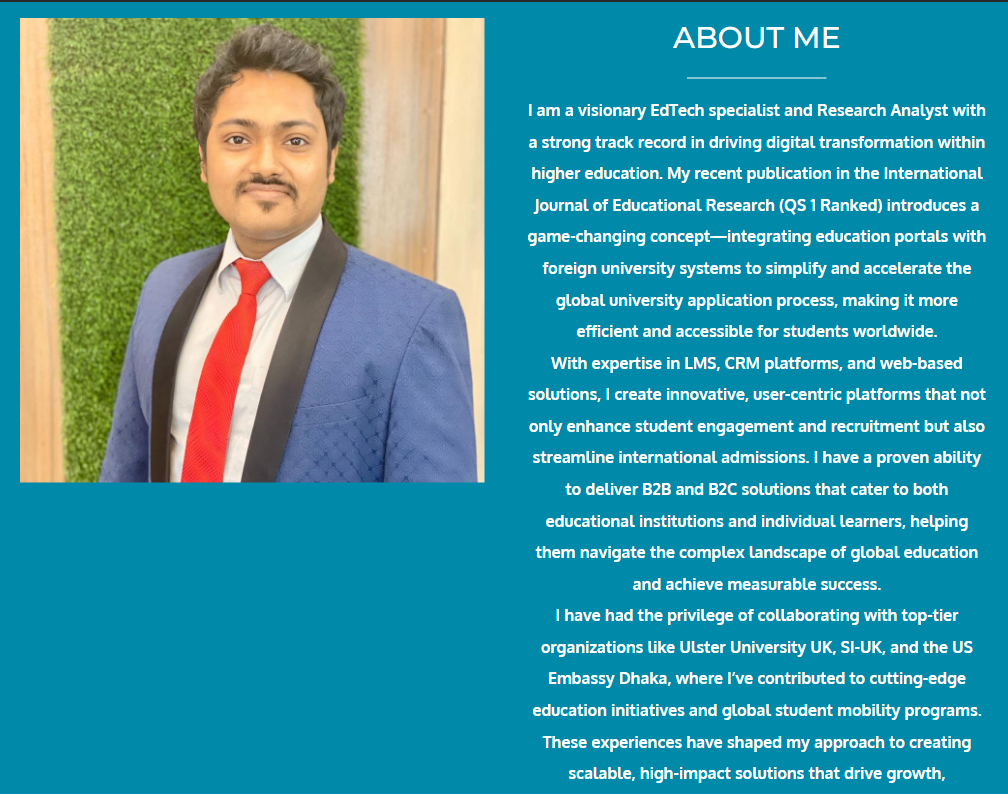 ABOUT ME
I am a visionary EdTech specialist and Research Analyst with
a strong track record in driving digital transformation within
higher education. My recent publication in the International
Journal of Educational Research (QS 1 Ranked) introduces a
game-changing concept—integrating education portals with
foreign university systems to simplify and accelerate the
global university application process, making it more
efficient and accessible for students worldwide.
With expertise in LMS, CRM platforms, and web-based
solutions, I create innovative, user-centric platforms that not
only enhance student engagement and recruitment but also
streamline international admissions. I have a proven ability
to deliver B2B and B2C solutions that cater to both
educational institutions and individual learners, helping
them navigate the complex landscape of global education
and achieve measurable success.
I have had the privilege of collaborating with top-tier
organizations like Ulster University UK, SI-UK, and the US
Embassy Dhaka, where I’ve contributed to cutting-edge
education initiatives and global student mobility programs.
These experiences have shaped my approach to creating
scalable, high-impact solutions that drive growth,